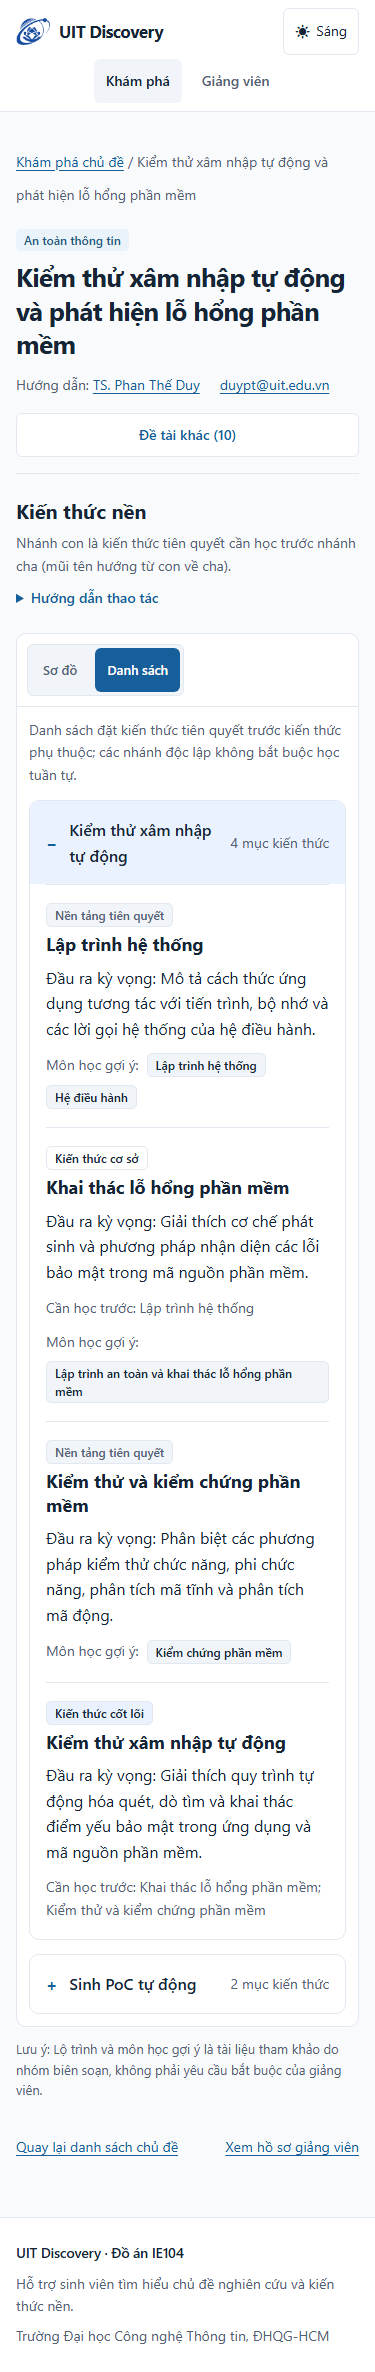 UIT Discovery
Sáng
Khám phá
Giảng viên
Khám phá chủ đề / Kiểm thử xâm nhập tự động và
phát hiện lỗ hổng phần mềm
An toàn thông tin
Kiểm thử xâm nhập tự động
và phát hiện lỗ hổng phần
mềm
Hướng dẫn: TS. Phan Thế Duy duypt@uit.edu.vn
Đề tài khác (10)
Kiến thức nền
Nhánh con là kiến thức tiên quyết cần học trước nhánh
cha (mũi tên hướng từ con về cha).
Hướng dẫn thao tác
Sơ đồ
Danh sách
Danh sách đặt kiến thức tiên quyết trước kiến thức
phụ thuộc; các nhánh độc lập không bắt buộc học
tuần tự.
− Kiểm thử xâm nhập
tự động
4 mục kiến thức
Nền tảng tiên quyết
Lập trình hệ thống
Đầu ra kỳ vọng: Mô tả cách thức ứng
dụng tương tác với tiến trình, bộ nhớ và
các lời gọi hệ thống của hệ điều hành.
Môn học gợi ý: Lập trình hệ thống
Hệ điều hành
Kiến thức cơ sở
Khai thác lỗ hổng phần mềm
Đầu ra kỳ vọng: Giải thích cơ chế phát
sinh và phương pháp nhận diện các lỗi
bảo mật trong mã nguồn phần mềm.
Cần học trước: Lập trình hệ thống
Môn học gợi ý:
Lập trình an toàn và khai thác lỗ hổng phần
mềm
Nền tảng tiên quyết
Kiểm thử và kiểm chứng phần
mềm
Đầu ra kỳ vọng: Phân biệt các phương
pháp kiểm thử chức năng, phi chức
năng, phân tích mã tĩnh và phân tích
mã động.
Môn học gợi ý: Kiểm chứng phần mềm
Kiến thức cốt lõi
Kiểm thử xâm nhập tự động
Đầu ra kỳ vọng: Giải thích quy trình tự
động hóa quét, dò tìm và khai thác
điểm yếu bảo mật trong ứng dụng và
mã nguồn phần mềm.
Cần học trước: Khai thác lỗ hổng phần mềm;
Kiểm thử và kiểm chứng phần mềm
+ Sinh PoC tự động
2 mục kiến thức
Lưu ý: Lộ trình và môn học gợi ý là tài liệu tham khảo do
nhóm biên soạn, không phải yêu cầu bắt buộc của giảng
viên.
Quay lại danh sách chủ đề
Xem hồ sơ giảng viên
UIT Discovery · Đồ án IE104
Hỗ trợ sinh viên tìm hiểu chủ đề nghiên cứu và kiến
thức nền.
Trường Đại học Công nghệ Thông tin, ĐHQG-HCM